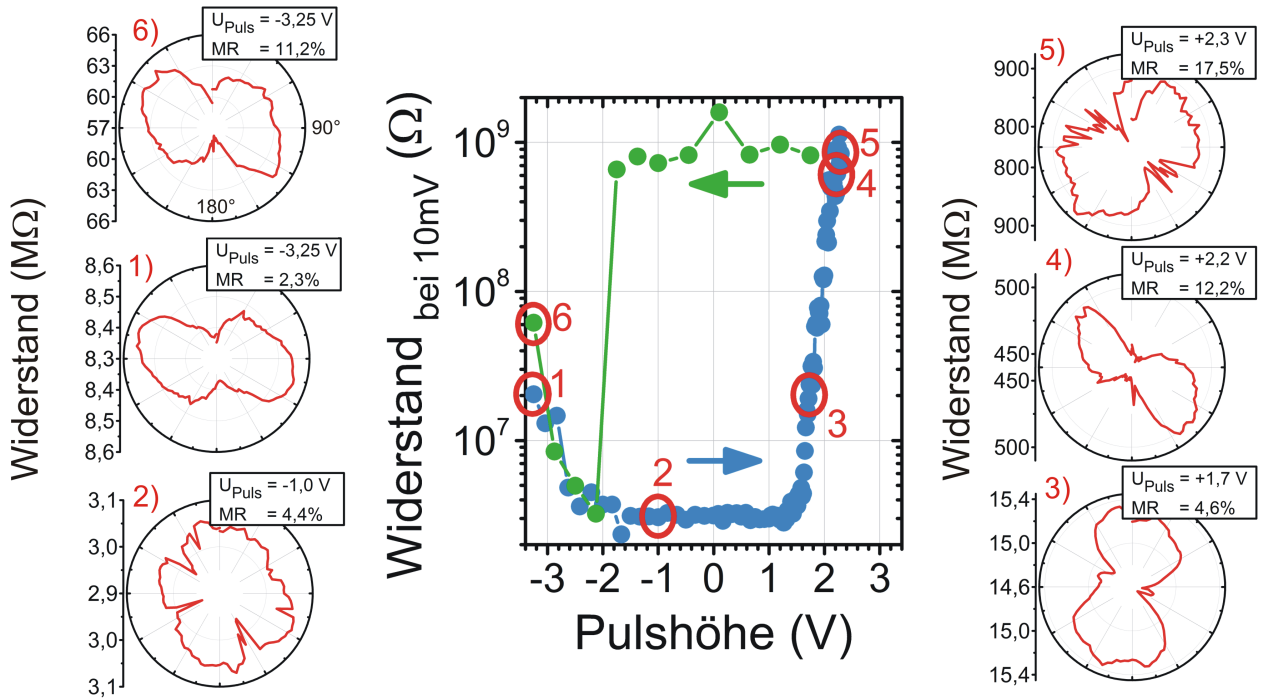 6)
U_Puls = -3,25 V
MR = 11,2%
66
63
60
57
60
63
66
90°
180°
Widerstand (MΩ)
1)
U_Puls = -3,25 V
MR = 2,3%
8,6
8,5
8,4
8,3
8,4
8,5
8,6
2)
U_Puls = -1,0 V
MR = 4,4%
3,1
3,0
2,9
3,0
3,1
Widerstand bei 10mV (Ω)
10^9
10^8
10^7
5
4
6
1
3
2
-3 -2 -1 0 1 2 3
Pulshöhe (V)
5)
U_Puls = +2,3 V
MR = 17,5%
900
800
800
900
Widerstand (MΩ)
4)
U_Puls = +2,2 V
MR = 12,2%
500
450
450
500
3)
U_Puls = +1,7 V
MR = 4,6%
15,4
15,0
14,6
15,0
15,4